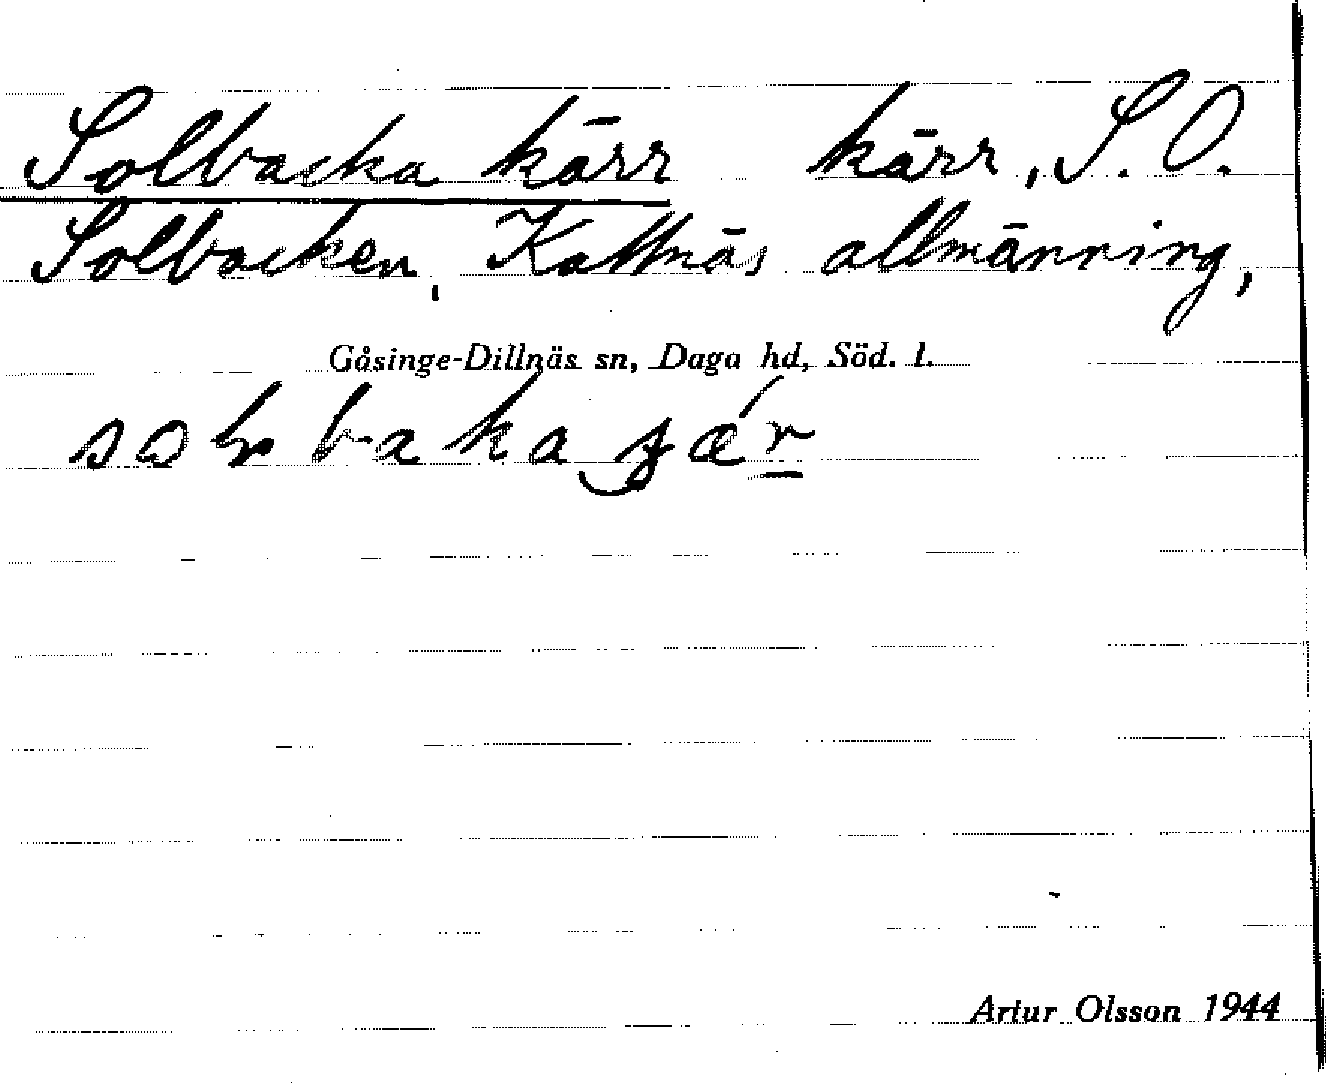 Solbacka kärr kärr, S.O.
Solbacken, Kattnäs allmänning,
Gåsinge-Dillnäs sn, Daga hd, Söd. l.
Artur Olsson 1944